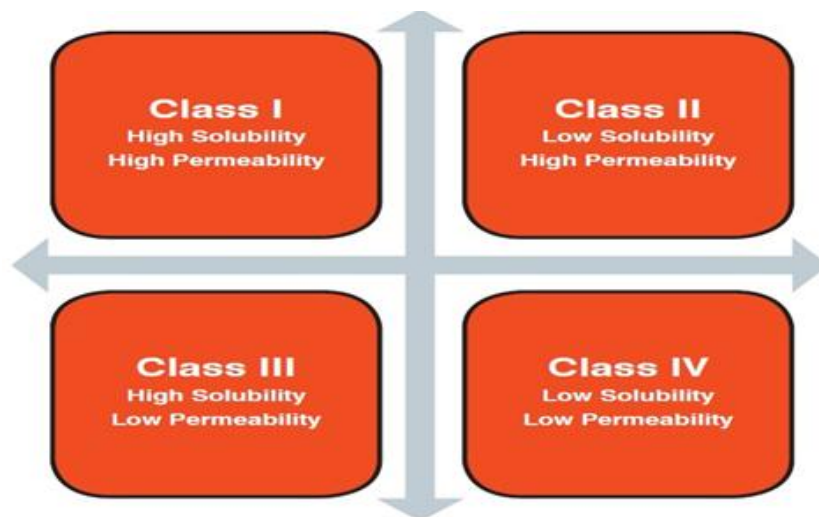 Class I
High Solubility
High Permeability
Class II
Low Solubility
High Permeability
Class III
High Solubility
Low Permeability
Class IV
Low Solubility
Low Permeability